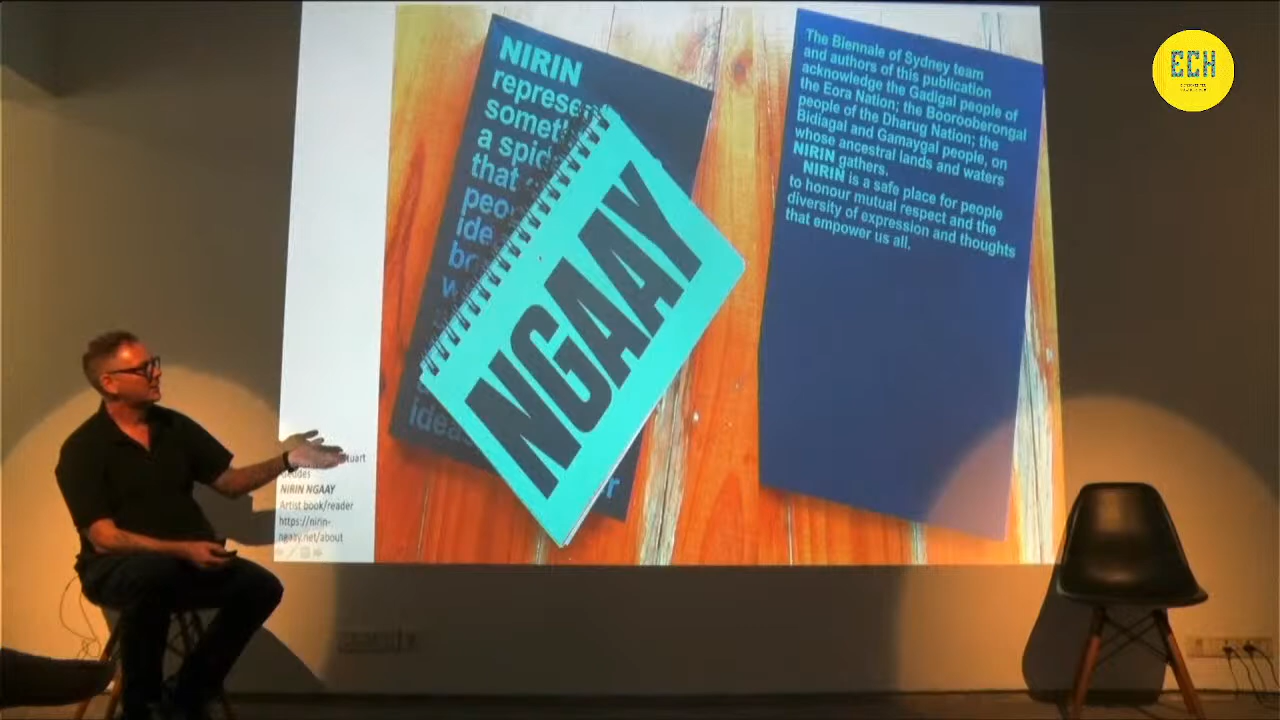 NIRIN
represe
somet
a spid
that
peo
ide
br
w
idea
r
NGAAY
The Biennale of Sydney team
and authors of this publication
acknowledge the Gadigal people of
the Eora Nation; the Boorooberongal
people of the Dharug Nation; the
Bidiagal and Gamaygal people, on
whose ancestral lands and waters
NIRIN gathers.
NIRIN is a safe place for people
to honour mutual respect and the
diversity of expression and thoughts
that empower us all.
uart
NIRIN NGAAY
Artist book/reader
https://nirin-
ngaay.net/about
ECH